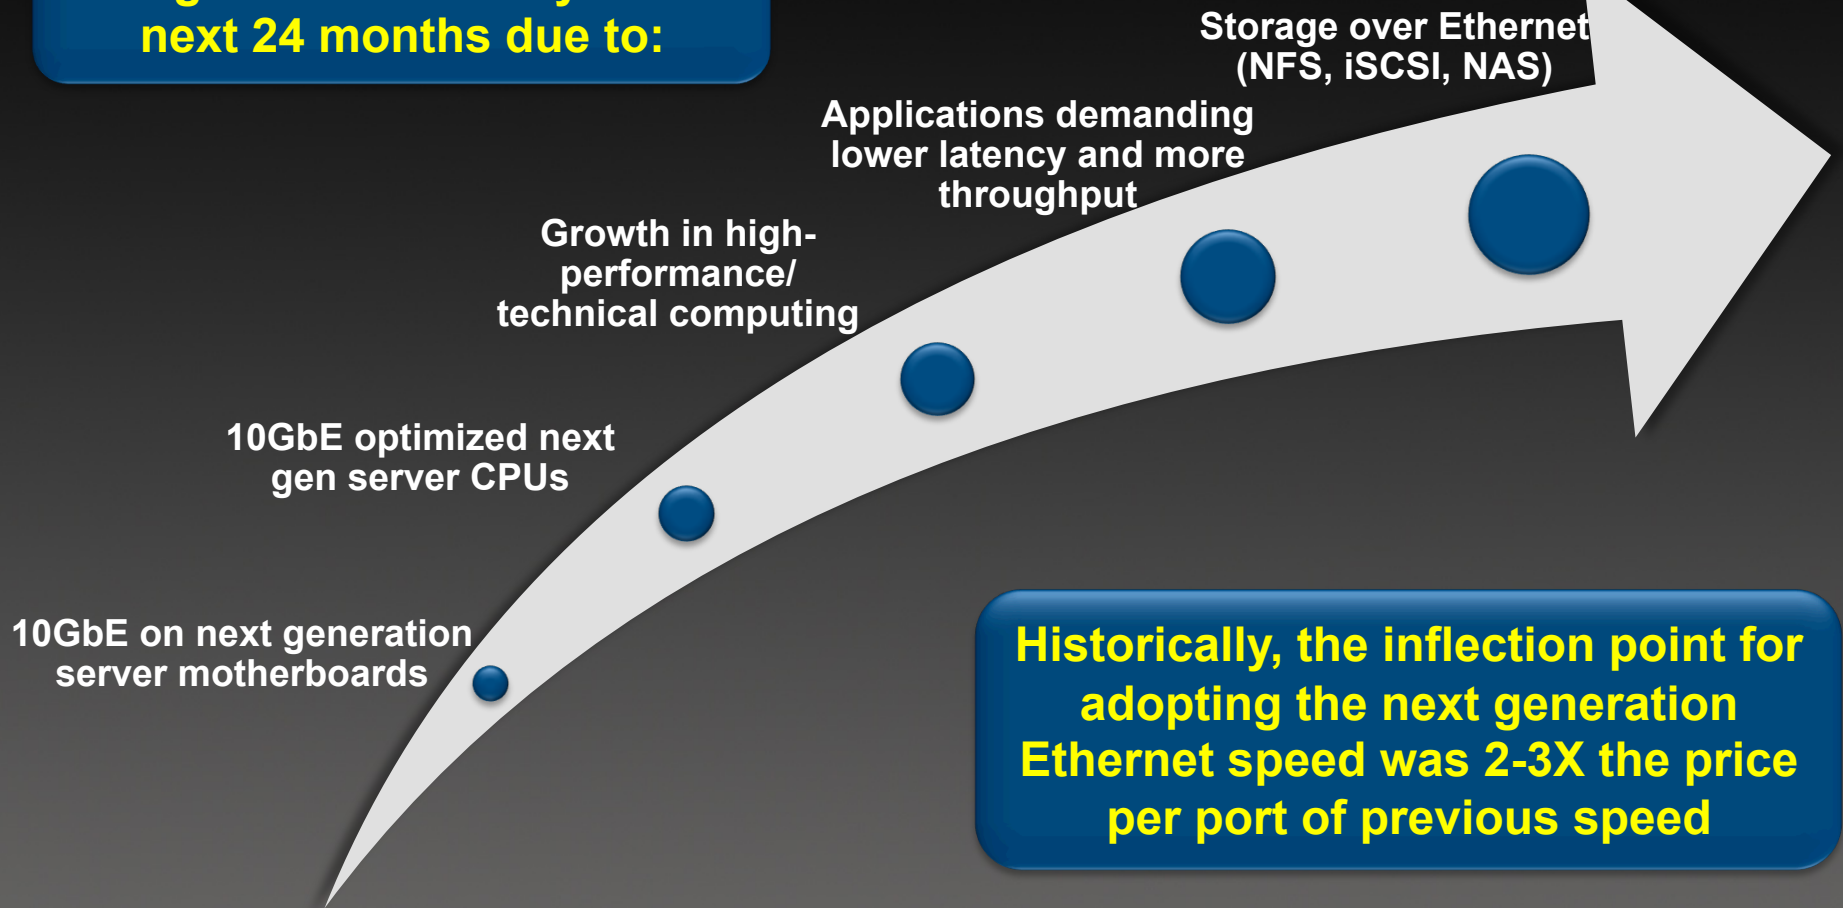 next 24 months due to:
Storage over Ethernet
(NFS, iSCSI, NAS)
Applications demanding
lower latency and more
throughput
Growth in high-
performance/
technical computing
10GbE optimized next
gen server CPUs
10GbE on next generation
server motherboards
Historically, the inflection point for
adopting the next generation
Ethernet speed was 2-3X the price
per port of previous speed